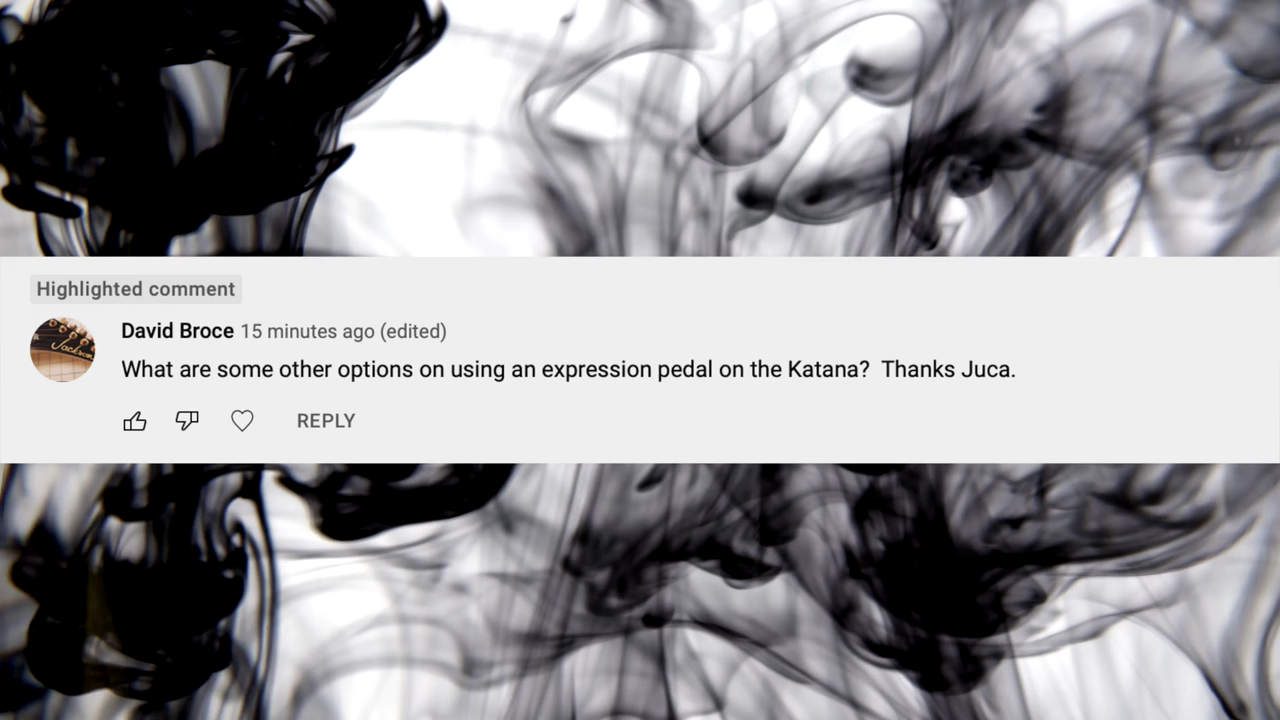 Highlighted comment
David Broce 15 minutes ago (edited)
What are some other options on using an expression pedal on the Katana?  Thanks Juca.
REPLY
Jackson